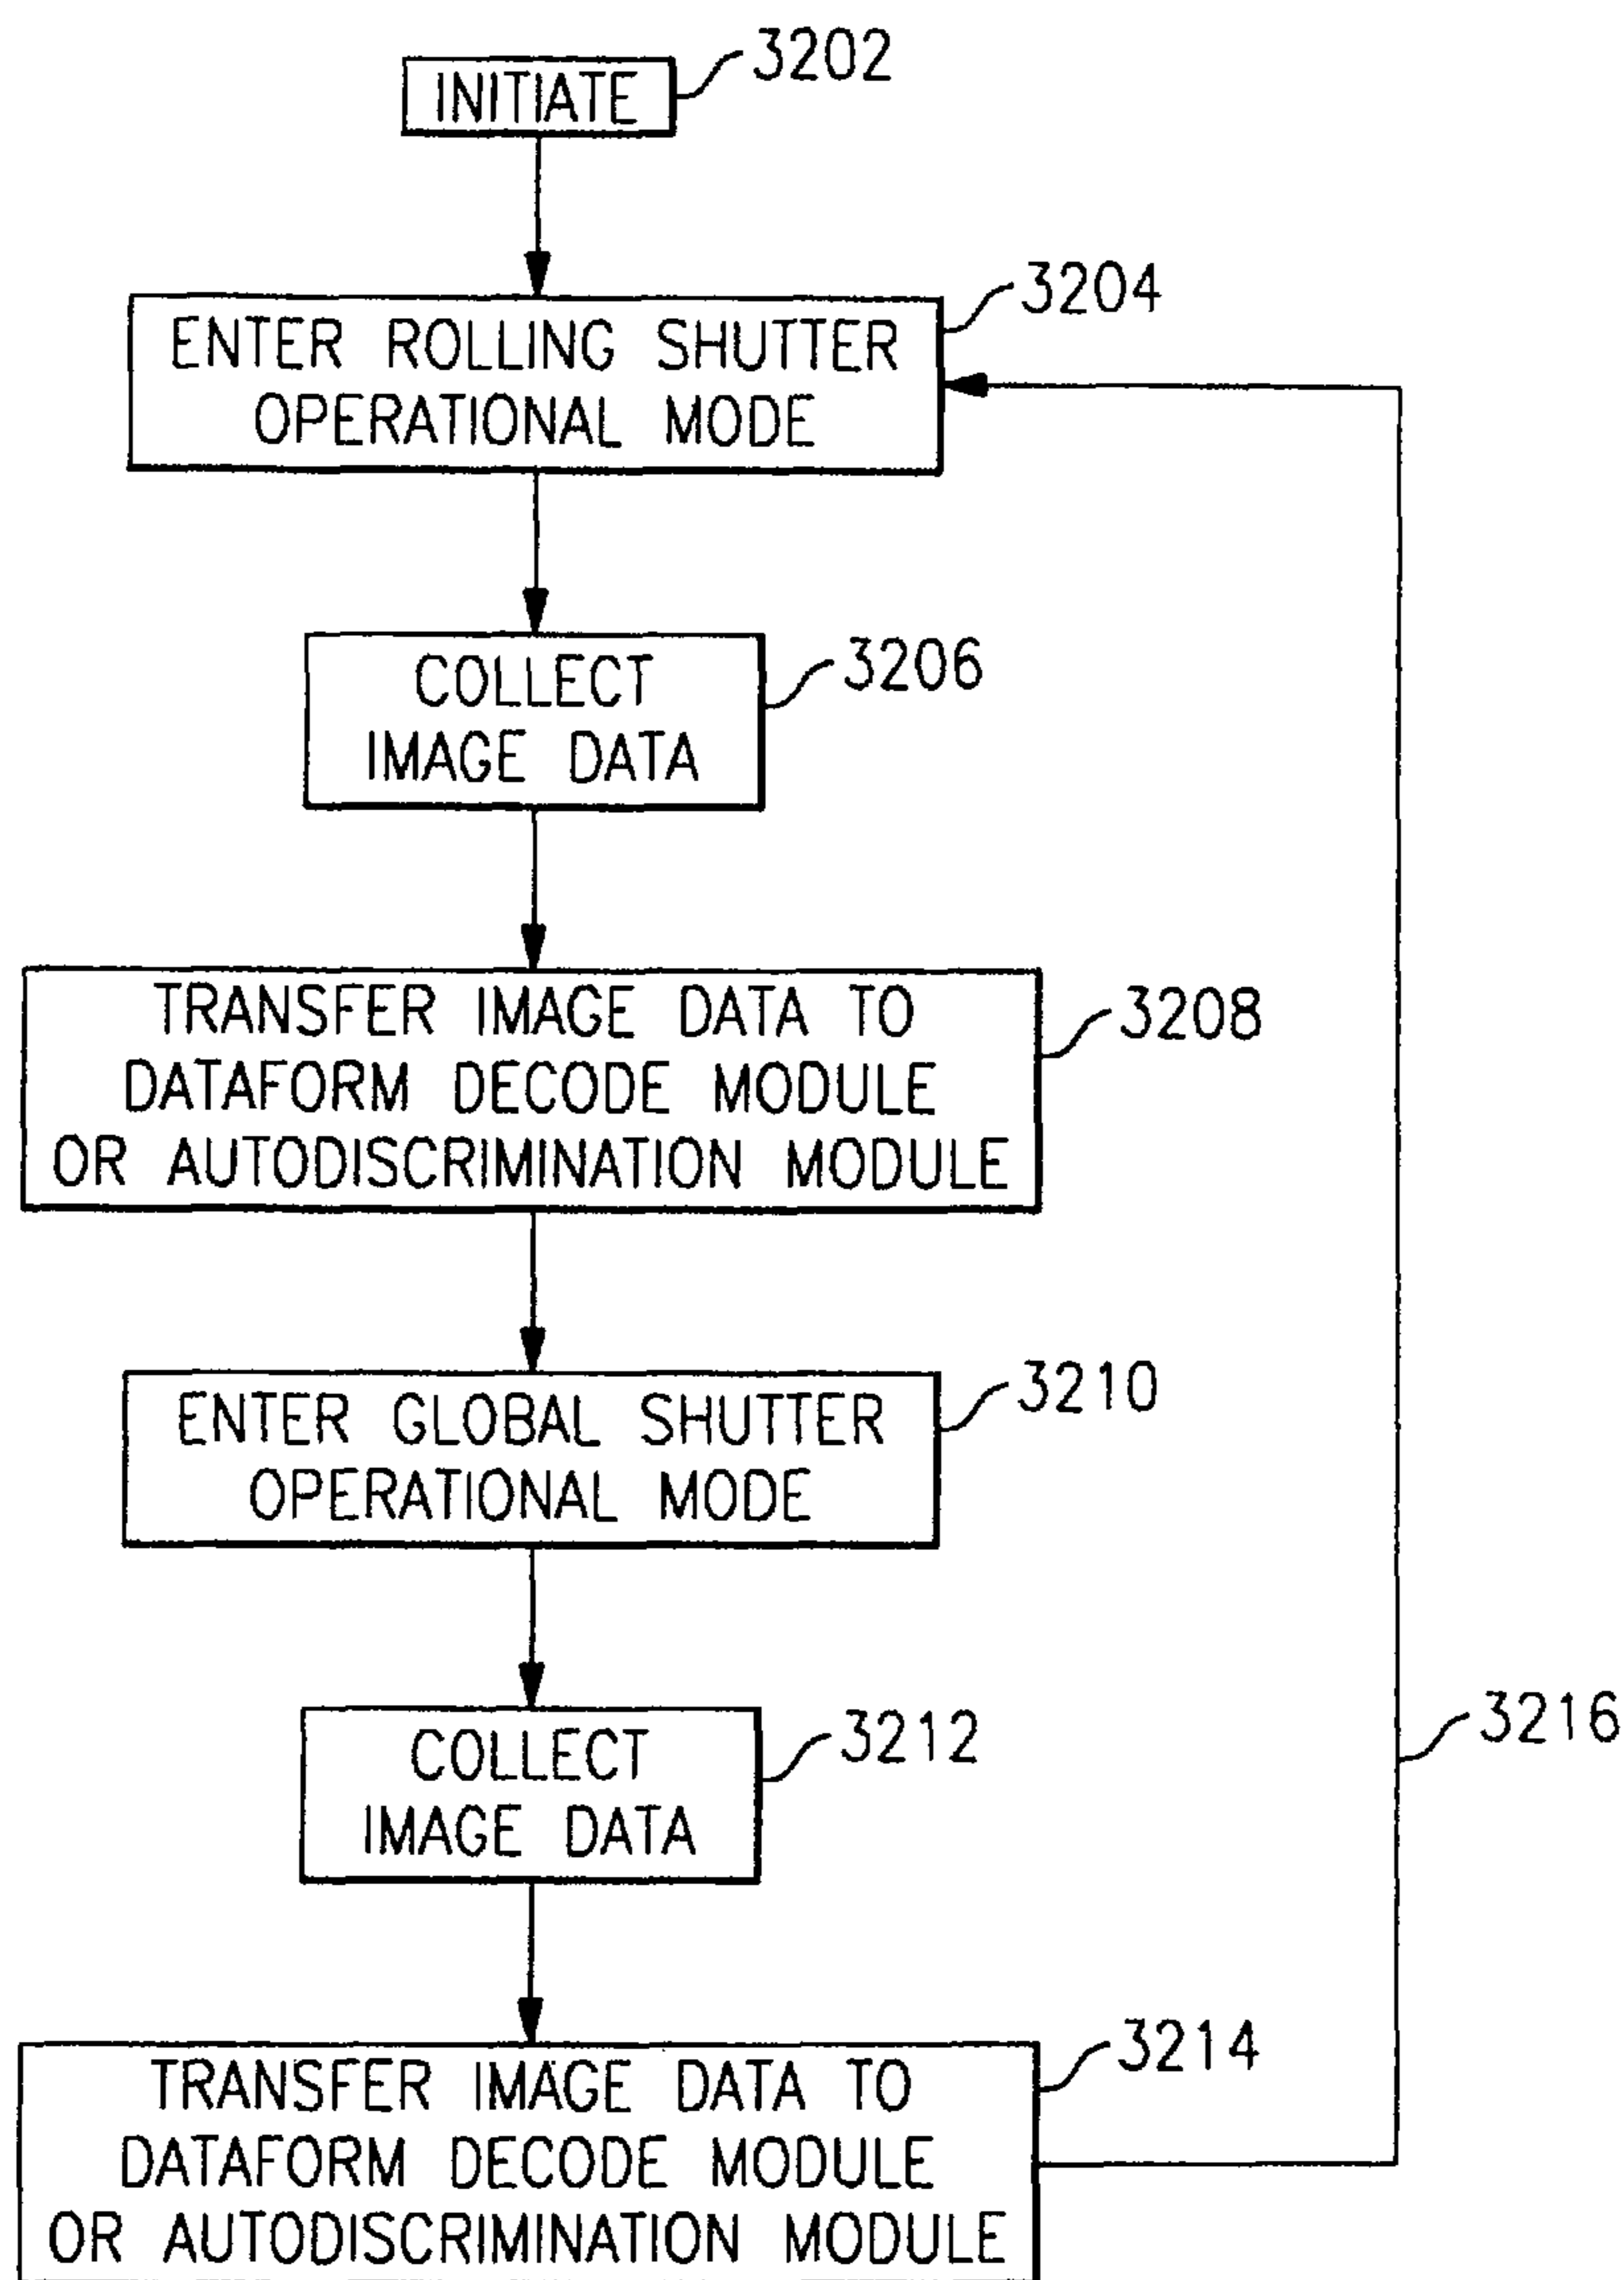 INITIATE
3202
ENTER ROLLING SHUTTER
OPERATIONAL MODE
3204
COLLECT
IMAGE DATA
3206
TRANSFER IMAGE DATA TO
DATAFORM DECODE MODULE
OR AUTODISCRIMINATION MODULE
3208
ENTER GLOBAL SHUTTER
OPERATIONAL MODE
3210
COLLECT
IMAGE DATA
3212
3216
TRANSFER IMAGE DATA TO
DATAFORM DECODE MODULE
OR AUTODISCRIMINATION MODULE
3214